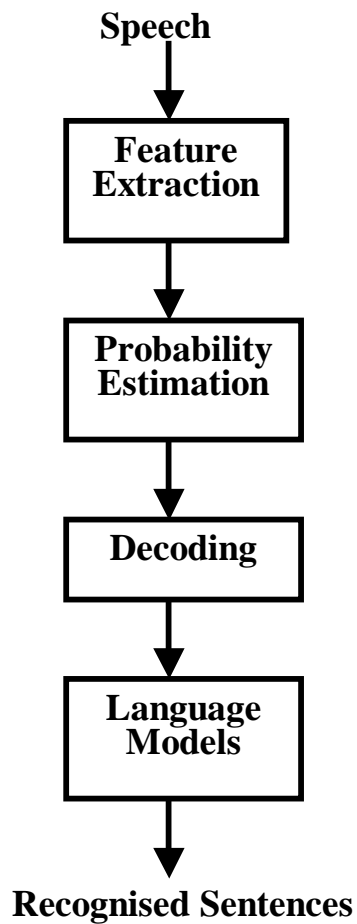 Speech
Feature
Extraction
Probability
Estimation
Decoding
Language
Models
Recognised Sentences